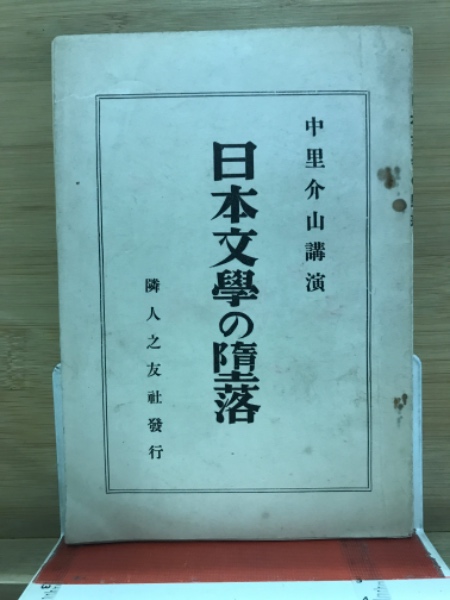 中里介山講演
日本文學の墮落
隣人之友社發行